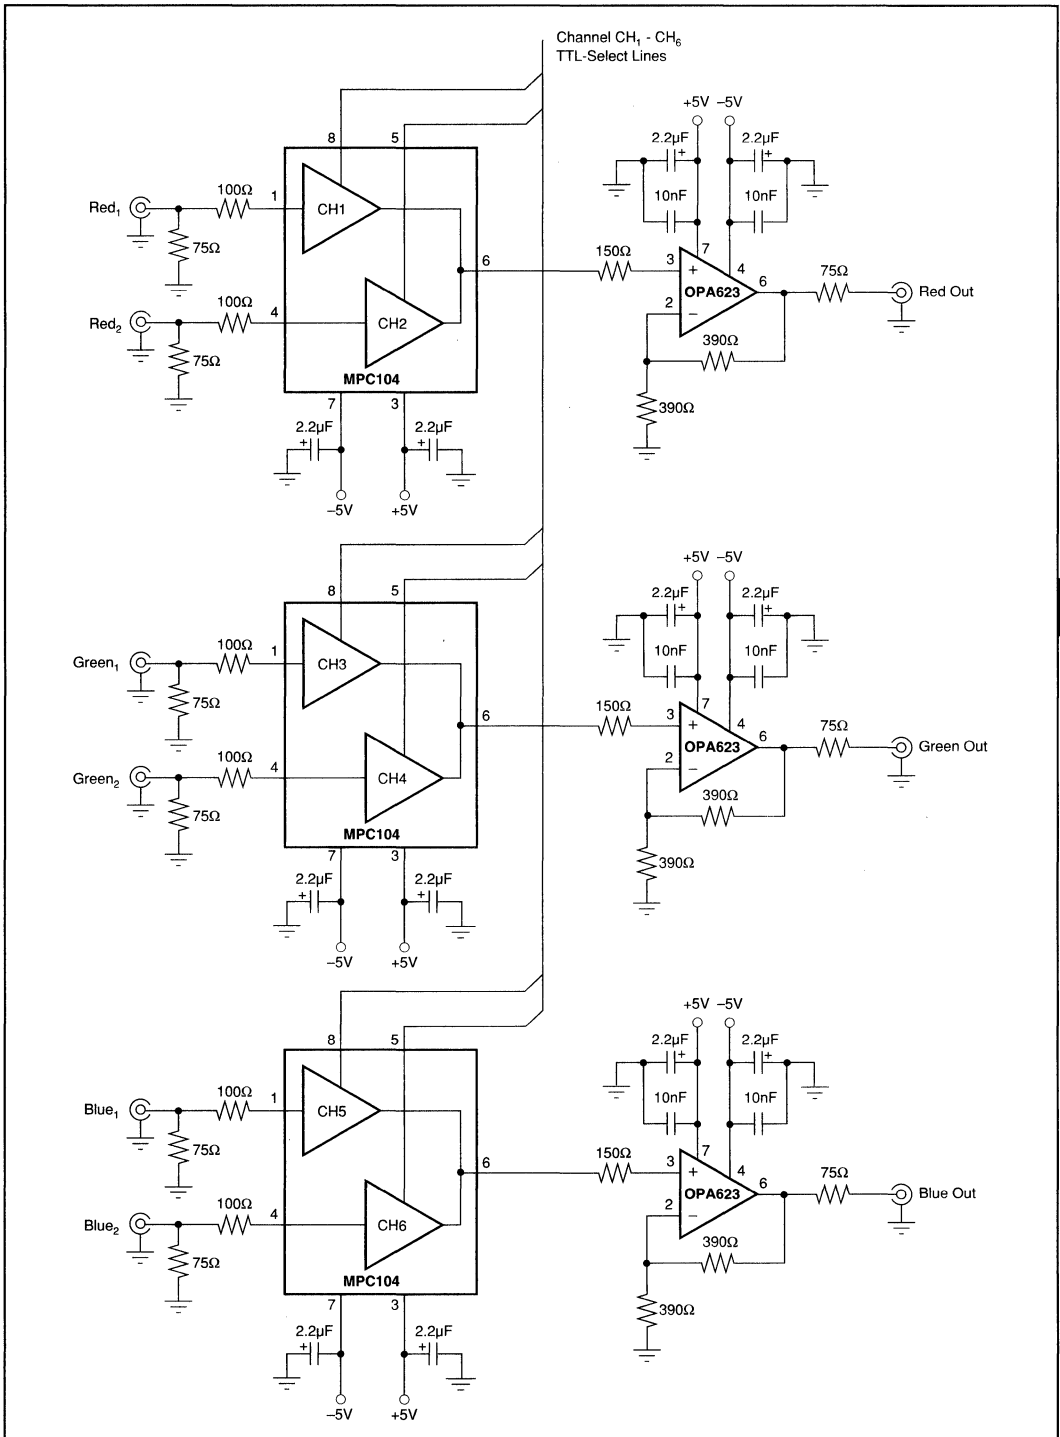 Channel CH₁ - CH₆
TTL-Select Lines
+5V −5V
8 5
2.2µF 2.2µF
+ +
10nF 10nF
100Ω
Red₁ 1 CH1
75Ω
6 150Ω 3 + 7
4
OPA623 6 75Ω Red Out
2 −
100Ω
Red₂ 4 CH2
75Ω
390Ω
MPC104
390Ω
7 3
2.2µF 2.2µF
+ +
−5V +5V
+5V −5V
8 5
2.2µF 2.2µF
+ +
10nF 10nF
100Ω
Green₁ 1 CH3
75Ω
6 150Ω 3 + 7
4
OPA623 6 75Ω Green Out
2 −
100Ω
Green₂ 4 CH4
75Ω
390Ω
MPC104
390Ω
7 3
2.2µF 2.2µF
+ +
−5V +5V
+5V −5V
8 5
2.2µF 2.2µF
+ +
10nF 10nF
100Ω
Blue₁ 1 CH5
75Ω
6 150Ω 3 + 7
4
OPA623 6 75Ω Blue Out
2 −
100Ω
Blue₂ 4 CH6
75Ω
390Ω
MPC104
390Ω
7 3
2.2µF 2.2µF
+ +
−5V +5V